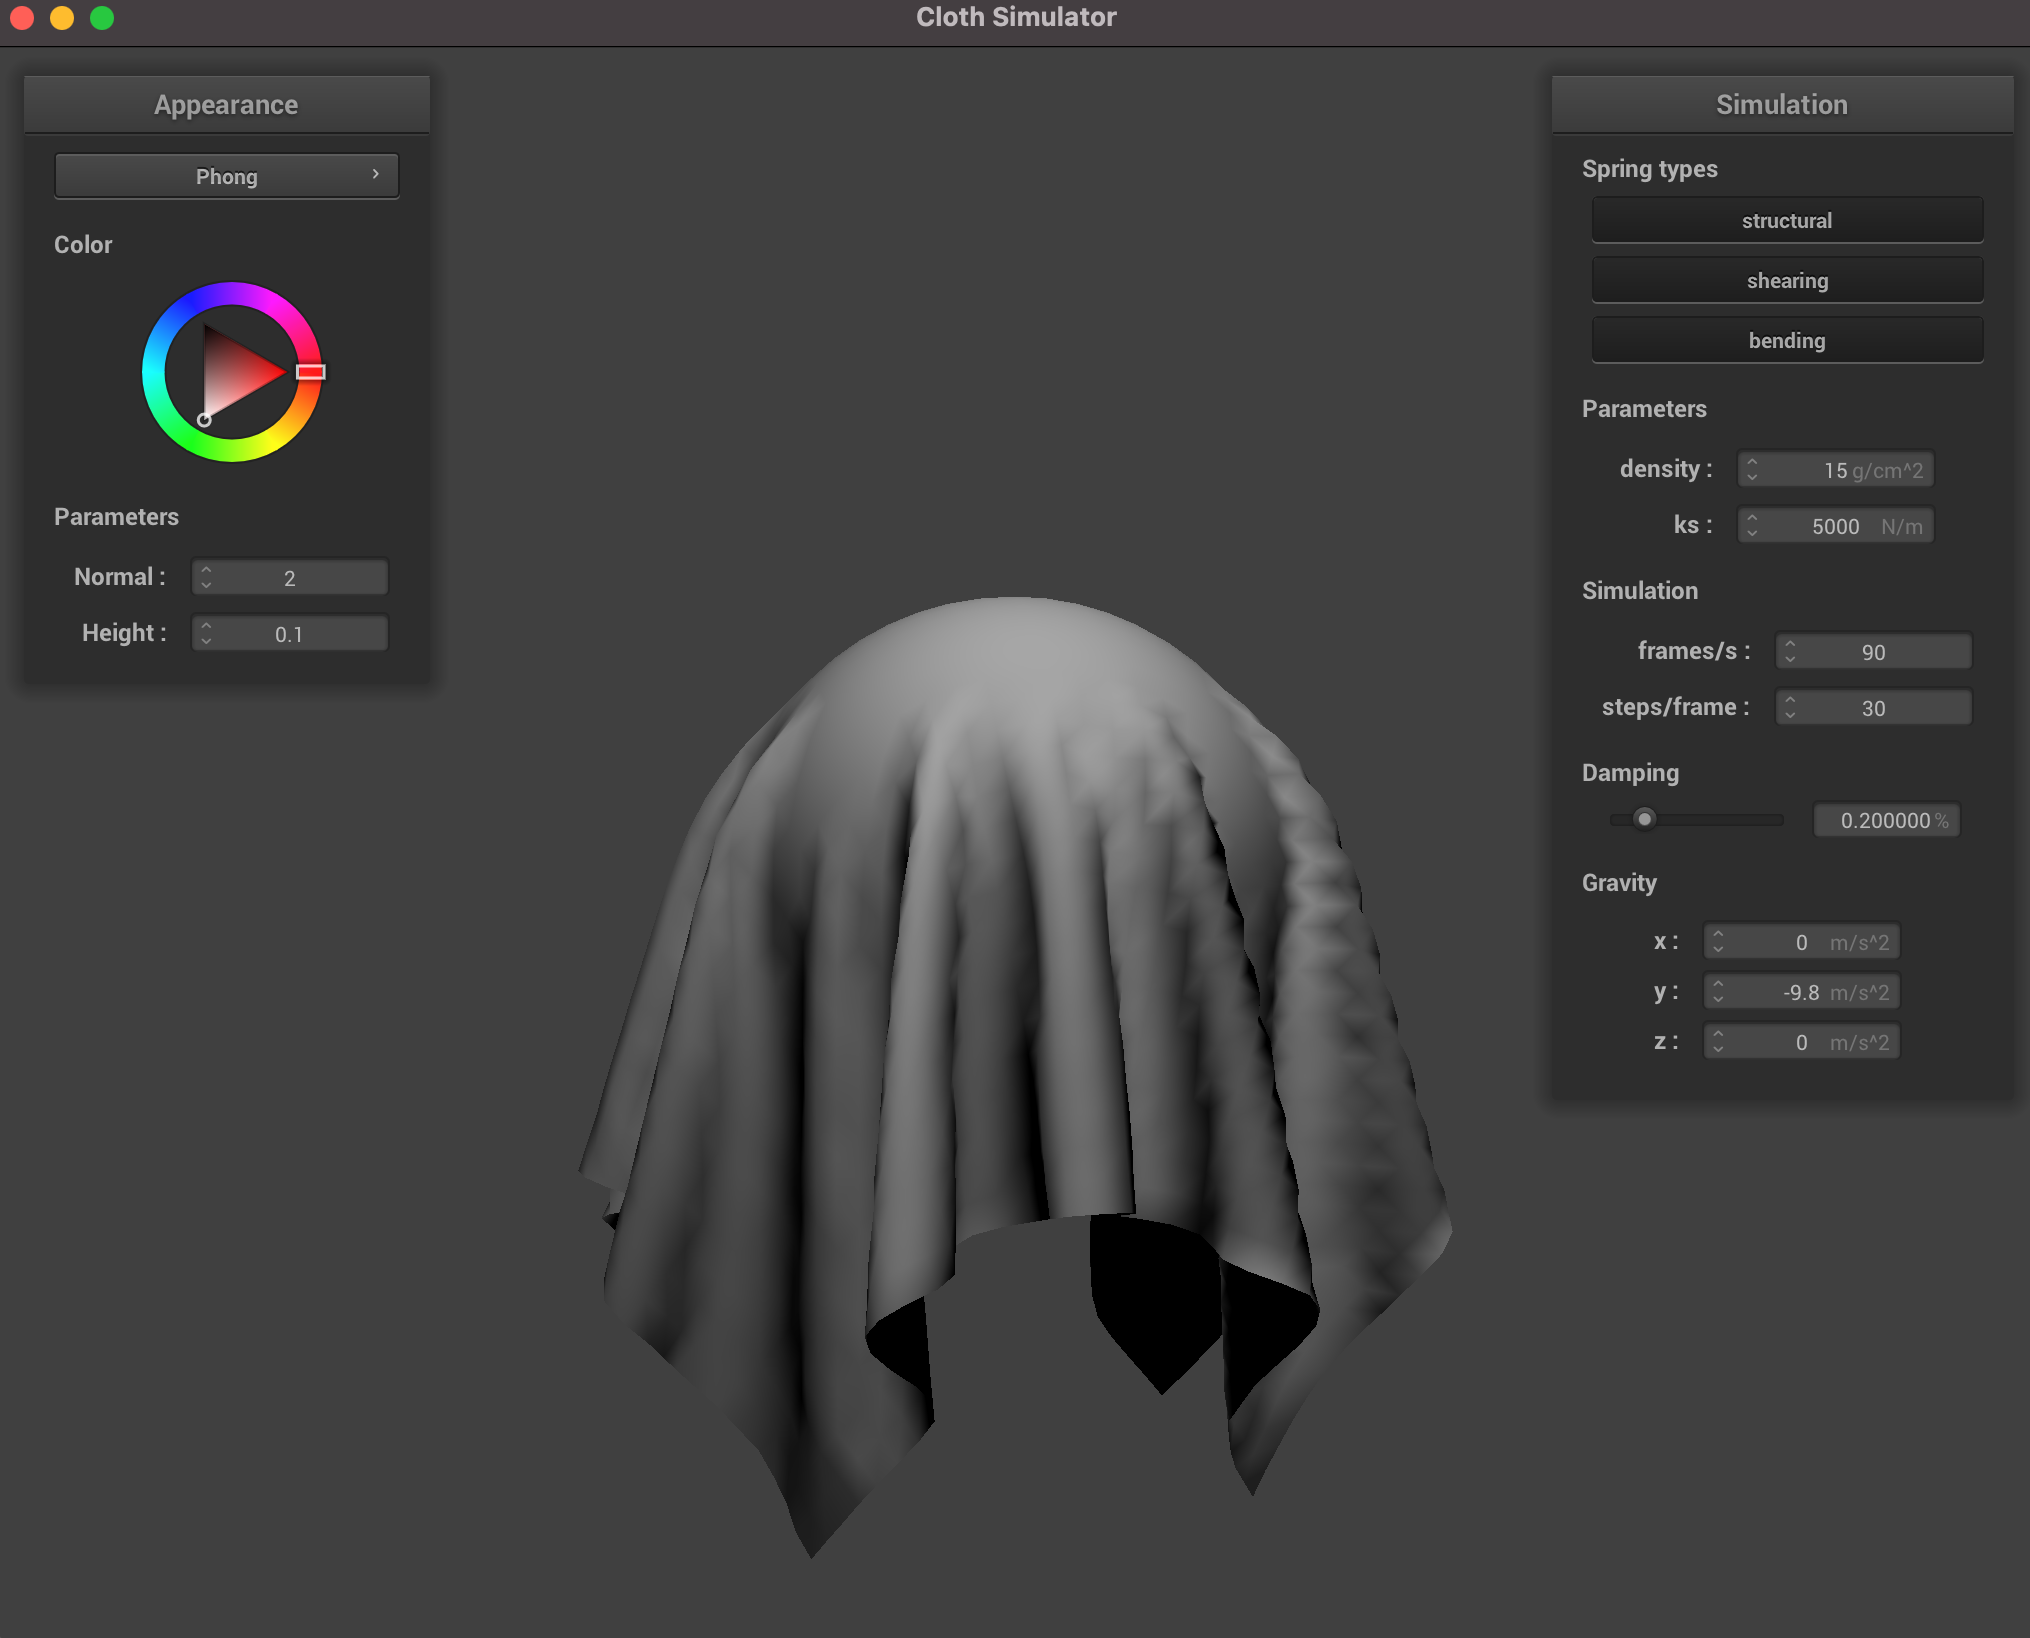 Cloth Simulator
Appearance
Phong
Color
Parameters
Normal : 2
Height : 0.1
Simulation
Spring types
structural
shearing
bending
Parameters
density : 15 g/cm^2
ks : 5000 N/m
Simulation
frames/s : 90
steps/frame : 30
Damping
0.200000 %
Gravity
x : 0 m/s^2
y : -9.8 m/s^2
z : 0 m/s^2